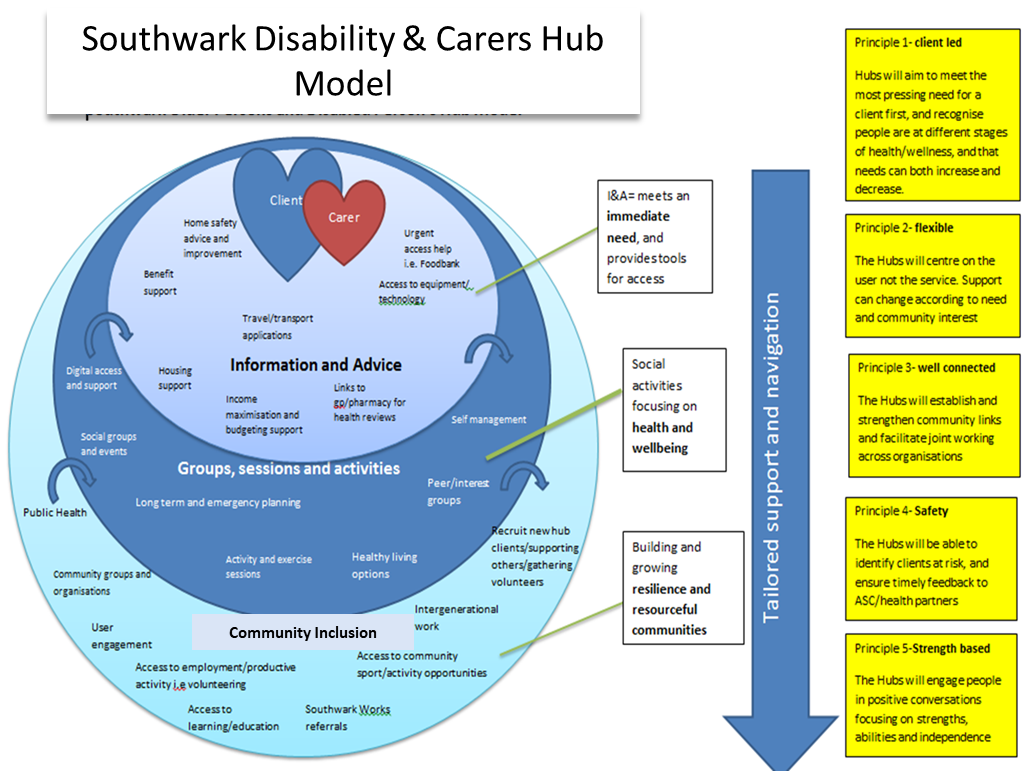 Southwark Disability & Carers Hub
Model
Client
Carer
Home safety
advice and
improvement
Urgent
access help
i.e. Foodbank
Benefit
support
Access to equipment/
technology
Travel/transport
applications
Information and Advice
Digital access
and support
Housing
support
Links to
gp/pharmacy for
health reviews
Income
maximisation and
budgeting support
Self management
Social groups
and events
Groups, sessions and activities
Long term and emergency planning
Peer/interest
groups
Public Health
Activity and exercise
sessions
Healthy living
options
Recruit new hub
clients/supporting
others/gathering
volunteers
Community groups and
organisations
Intergenerational
work
Community Inclusion
User
engagement
Access to community
sport/activity opportunities
Access to employment/productive
activity i.e volunteering
Access to
learning/education
Southwark Works
referrals
I&A= meets an
immediate
need, and
provides tools
for access
Social
activities
focusing on
health and
wellbeing
Building and
growing
resilience and
resourceful
communities
Tailored support and navigation
Principle 1- client led
Hubs will aim to meet the
most pressing need for a
client first, and recognise
people are at different stages
of health/wellness, and that
needs can both increase and
decrease.
Principle 2- flexible
The Hubs will centre on the
user not the service. Support
can change according to need
and community interest
Principle 3- well connected
The Hubs will establish and
strengthen community links
and facilitate joint working
across organisations
Principle 4- Safety
The Hubs will be able to
identify clients at risk, and
ensure timely feedback to
ASC/health partners
Principle 5-Strength based
The Hubs will engage people
in positive conversations
focusing on strengths,
abilities and independence